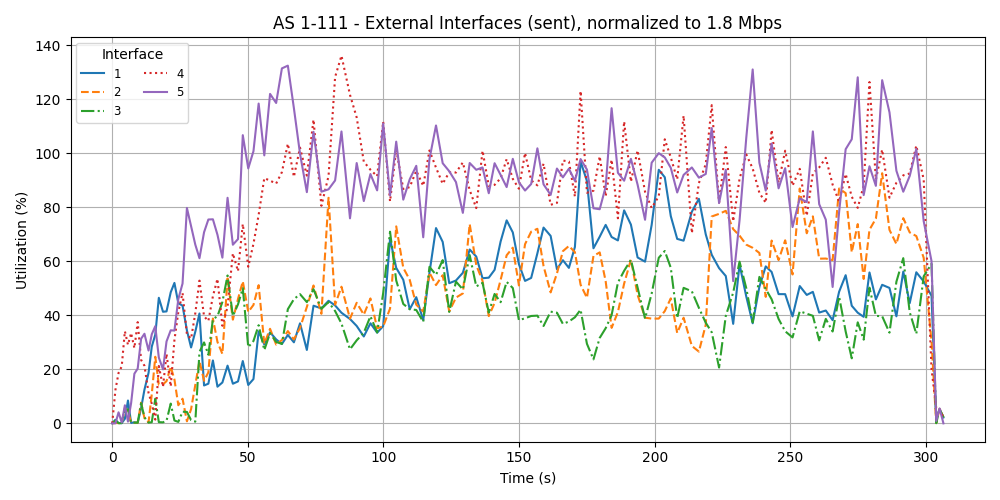 AS 1-111 - External Interfaces (sent), normalized to 1.8 Mbps
Interface
1
2
3
4
5
Utilization (%)
140
120
100
80
60
40
20
0
0 50 100 150 200 250 300
Time (s)